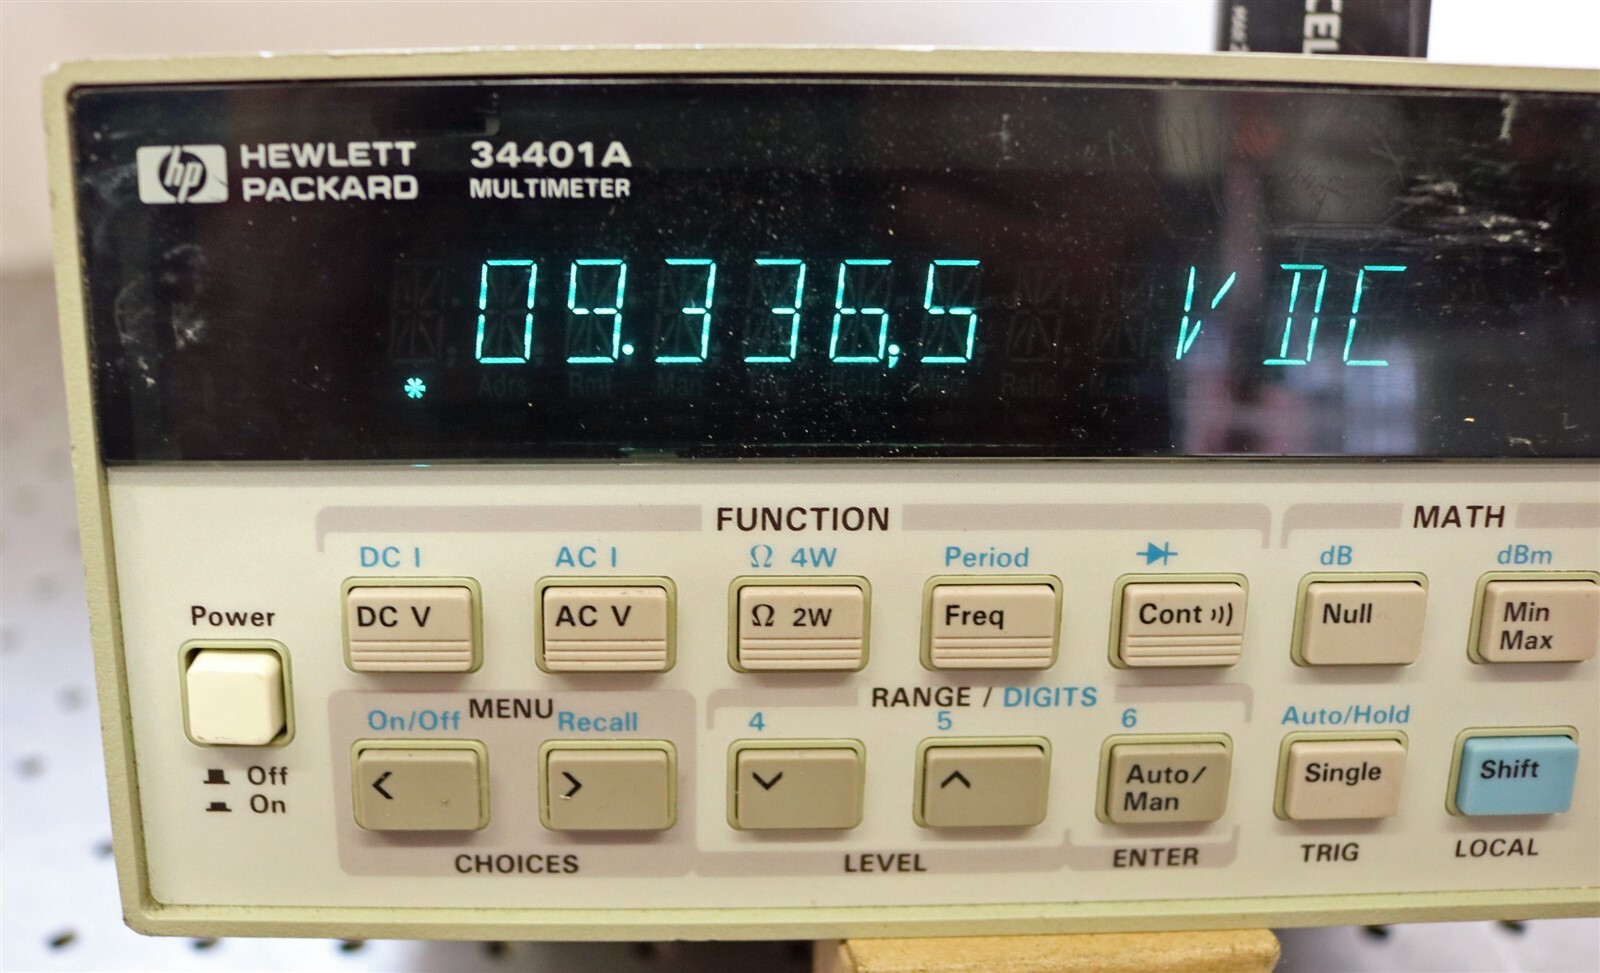 CEL
hp HEWLETT PACKARD 34401A MULTIMETER
09.336,5 V DC
*
FUNCTION MATH
DC I AC I Ω 4W Period dB dBm
Power DC V AC V Ω 2W Freq Cont Null Min Max
MENU RANGE / DIGITS
On/Off Recall 4 5 6 Auto/Hold
Off < > ∨ ∧ Auto/Man Single Shift
On
CHOICES LEVEL ENTER TRIG LOCAL